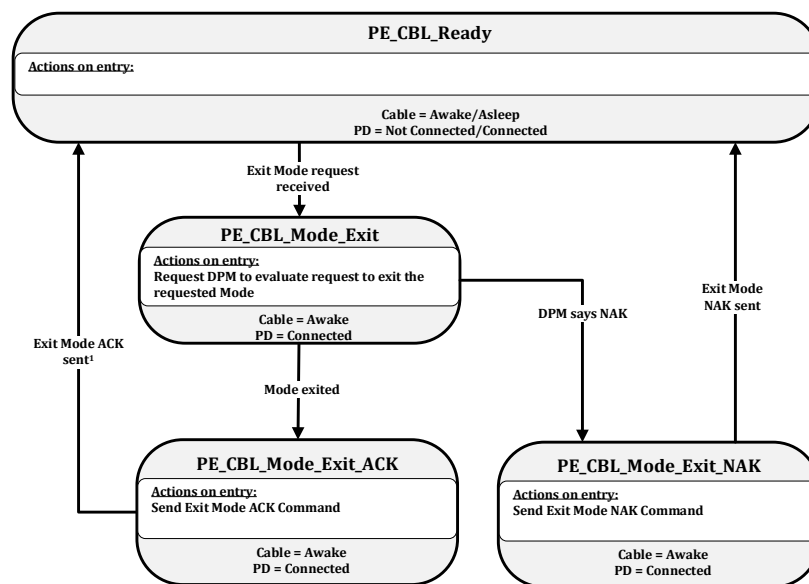 PE_CBL_Ready
Actions on entry:
Cable = Awake/Asleep
PD = Not Connected/Connected
Exit Mode request
received
PE_CBL_Mode_Exit
Actions on entry:
Request DPM to evaluate request to exit the
requested Mode
Cable = Awake
PD = Connected
Exit Mode
NAK sent
DPM says NAK
Exit Mode ACK
sent¹
Mode exited
PE_CBL_Mode_Exit_ACK
Actions on entry:
Send Exit Mode ACK Command
Cable = Awake
PD = Connected
PE_CBL_Mode_Exit_NAK
Actions on entry:
Send Exit Mode NAK Command
Cable = Awake
PD = Connected